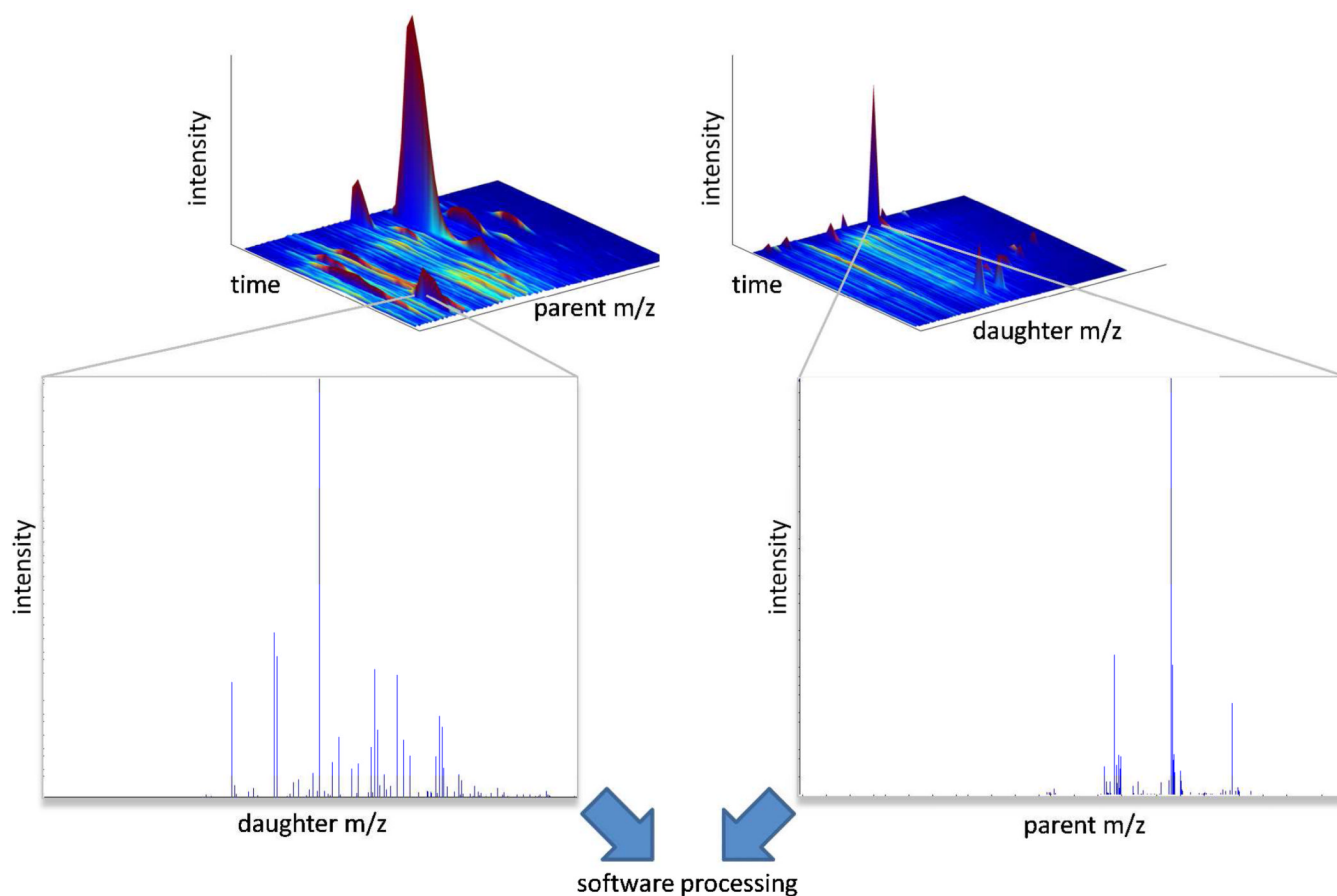 intensity
time
parent m/z
intensity
time
daughter m/z
intensity
daughter m/z
intensity
parent m/z
software processing